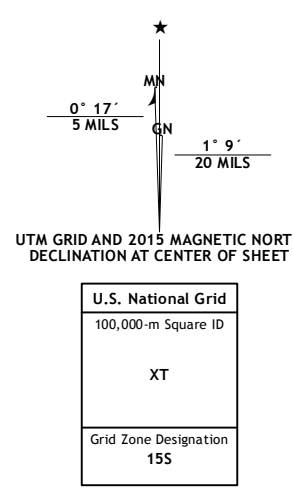 MN
0° 17´
5 MILS
GN
1° 9´
20 MILS
UTM GRID AND 2015 MAGNETIC NORT
DECLINATION AT CENTER OF SHEET
U.S. National Grid
100,000-m Square ID
XT
Grid Zone Designation
15S